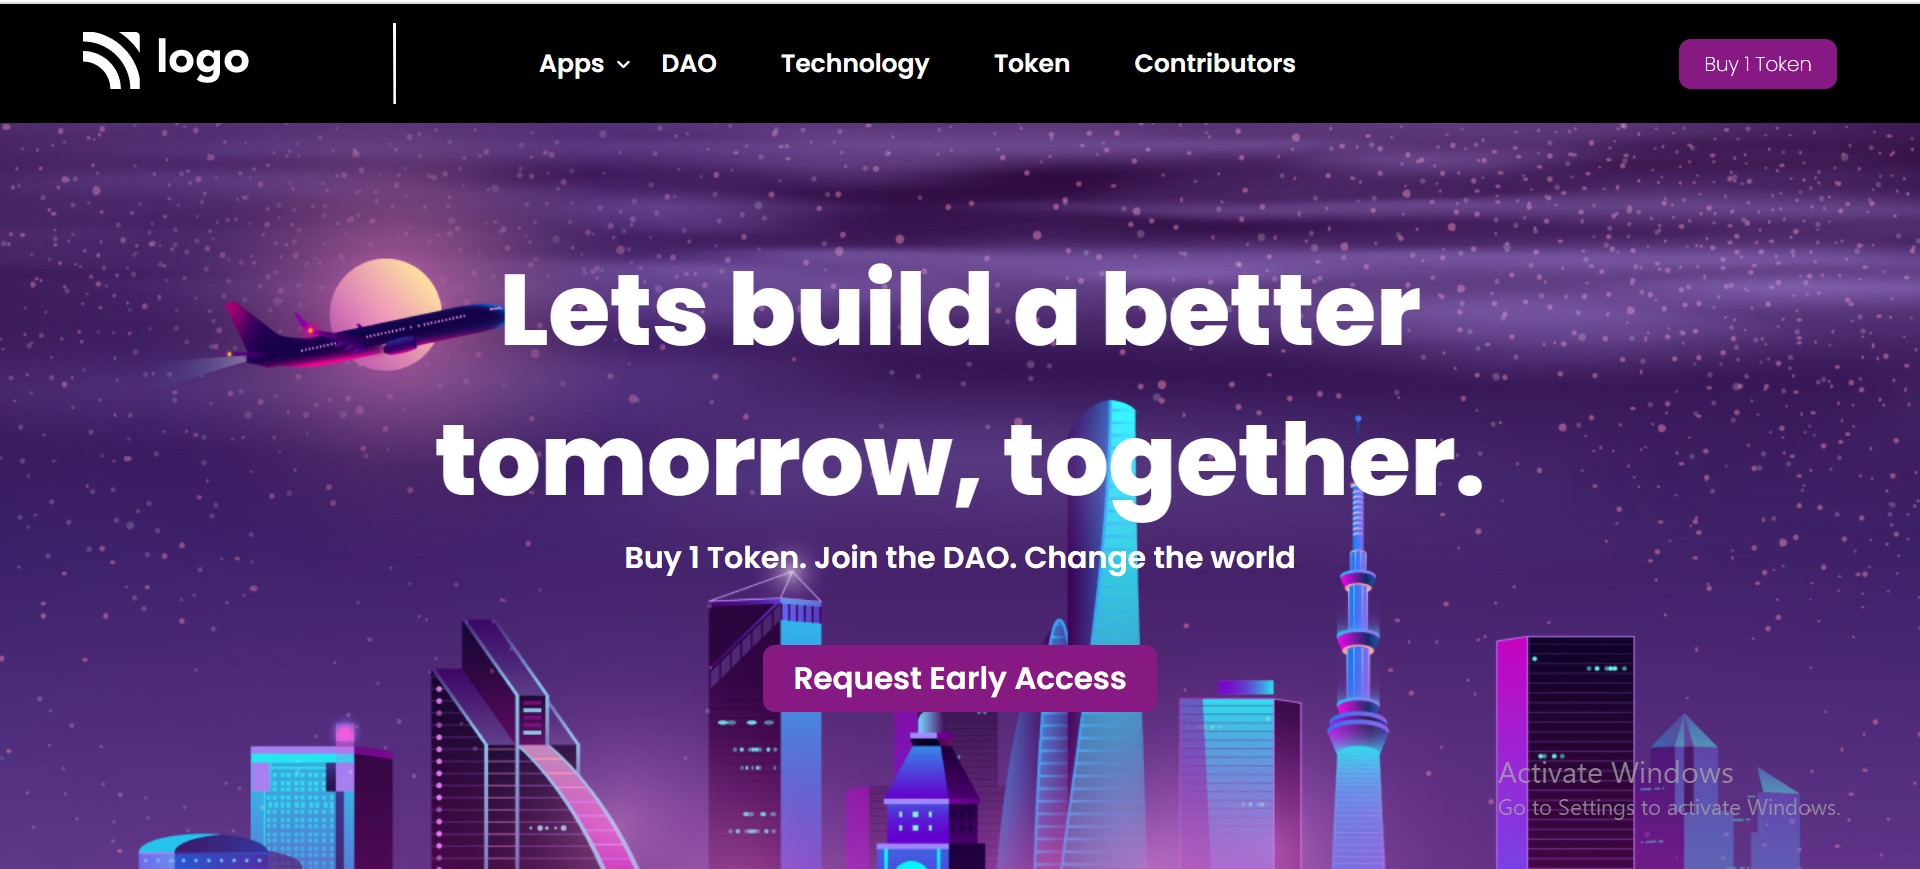 logo
Apps DAO Technology Token Contributors
Buy 1 Token
Lets build a better
tomorrow, together.
Buy 1 Token. Join the DAO. Change the world
Request Early Access
Activate Windows
Go to Settings to activate Windows.